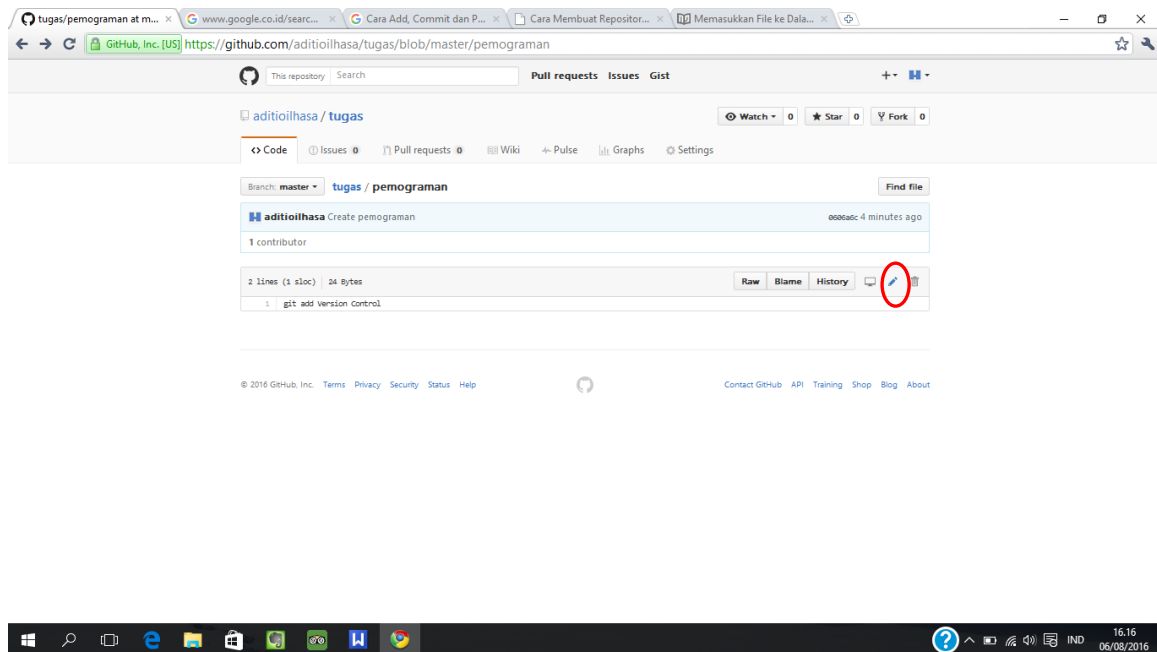 tugas/pemograman at m... www.google.co.id/searc... Cara Add, Commit dan P... Cara Membuat Repositor... Memasukkan File ke Dala...
GitHub, Inc. [US] https://github.com/aditioilhasa/tugas/blob/master/pemograman
This repository Search Pull requests Issues Gist
aditioilhasa / tugas Watch 0 Star 0 Fork 0
<> Code Issues 0 Pull requests 0 Wiki Pulse Graphs Settings
Branch: master tugas / pemograman Find file
aditioilhasa Create pemograman 0606a6c 4 minutes ago
1 contributor
2 lines (1 sloc) 24 Bytes Raw Blame History
1 git add Version Control
© 2016 GitHub, Inc. Terms Privacy Security Status Help Contact GitHub API Training Shop Blog About
IND 16.16
06/08/2016